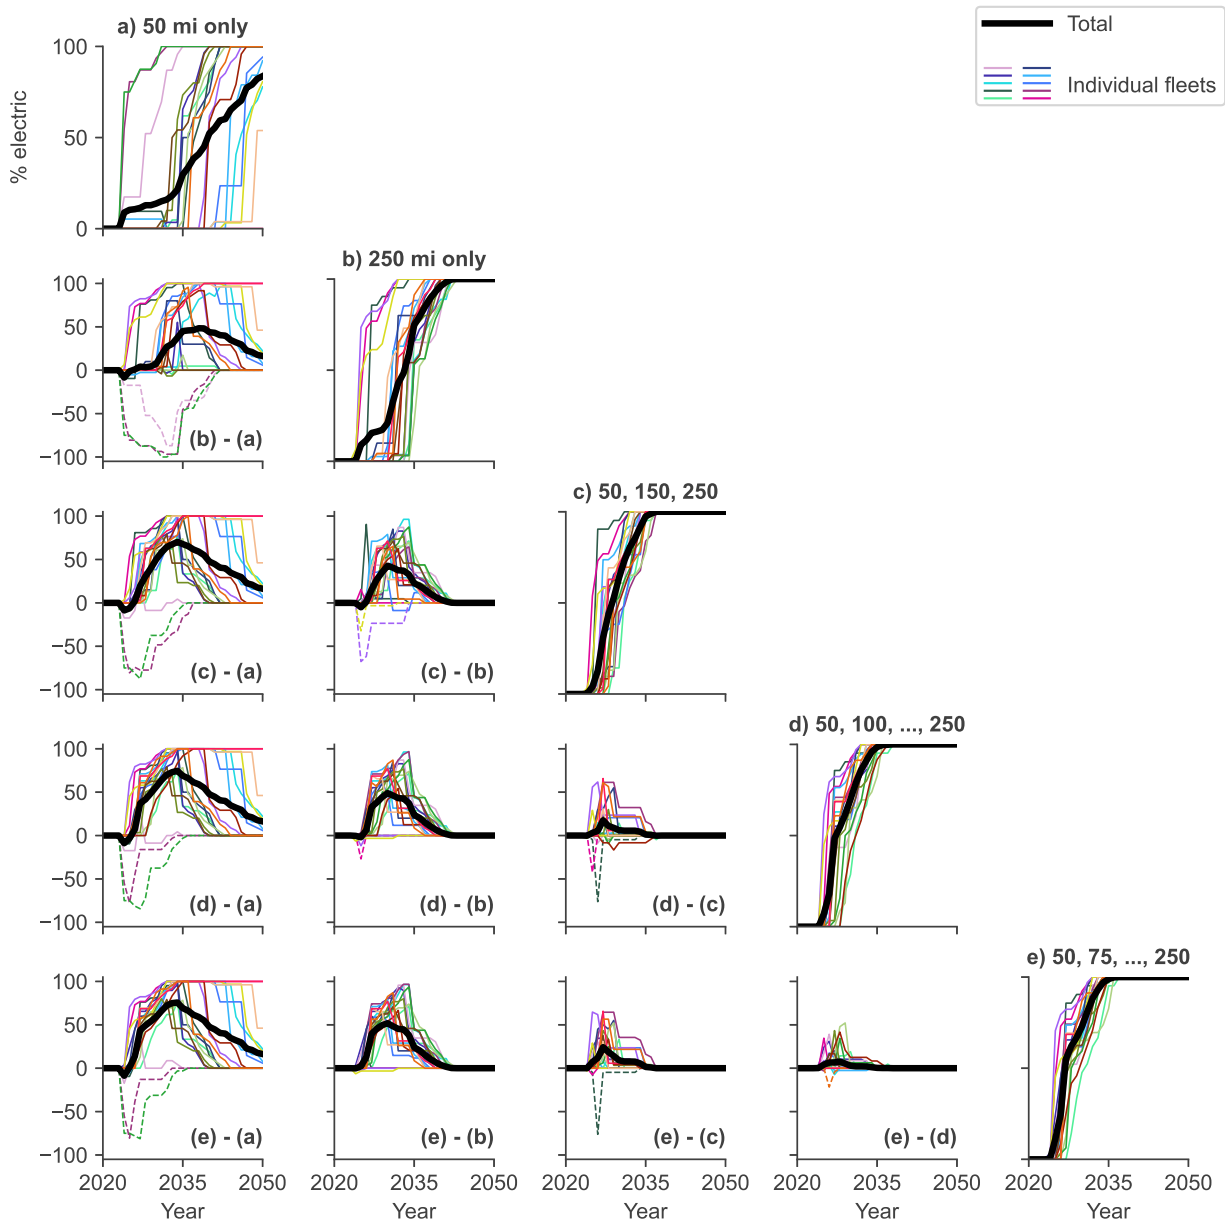 a) 50 mi only
Total
Individual fleets
% electric
100
50
0
b) 250 mi only
100
50
0
−50
−100
(b) - (a)
c) 50, 150, 250
100
50
0
−50
−100
(c) - (a)
(c) - (b)
d) 50, 100, ..., 250
100
50
0
−50
−100
(d) - (a)
(d) - (b)
(d) - (c)
e) 50, 75, ..., 250
100
50
0
−50
−100
(e) - (a)
(e) - (b)
(e) - (c)
(e) - (d)
2020 2035 2050 2020 2035 2050 2020 2035 2050 2020 2035 2050 2020 2035 2050
Year Year Year Year Year